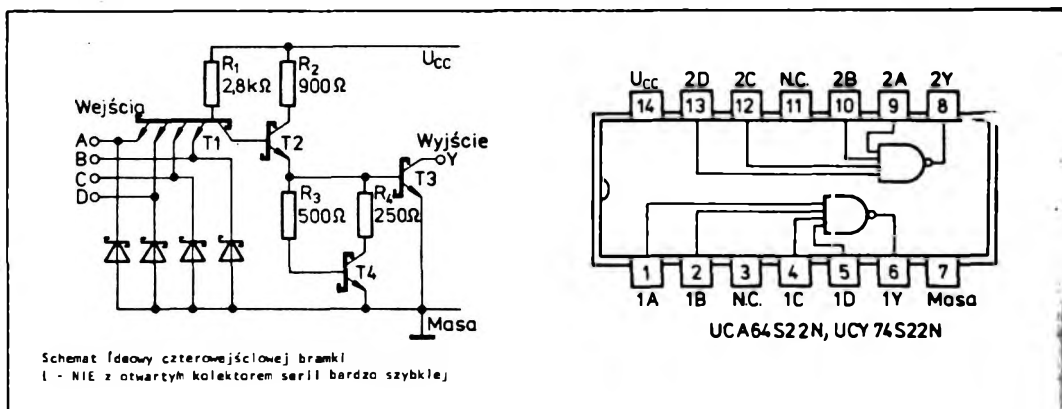 UCC
R1
2,8kΩ
R2
900Ω
Wejścia
A
B
C
D
T1
T2
Wyjście
Y
T3
R3
500Ω
R4
250Ω
T4
Masa
Schemat Ideowy czterowejściowej bramki
I - NIE z otwartym kolektorem serii bardzo szybkiej
UCC 2D 2C N.C. 2B 2A 2Y
14 13 12 11 10 9 8
1 2 3 4 5 6 7
1A 1B N.C. 1C 1D 1Y Masa
UCA64S22N, UCY74S22N